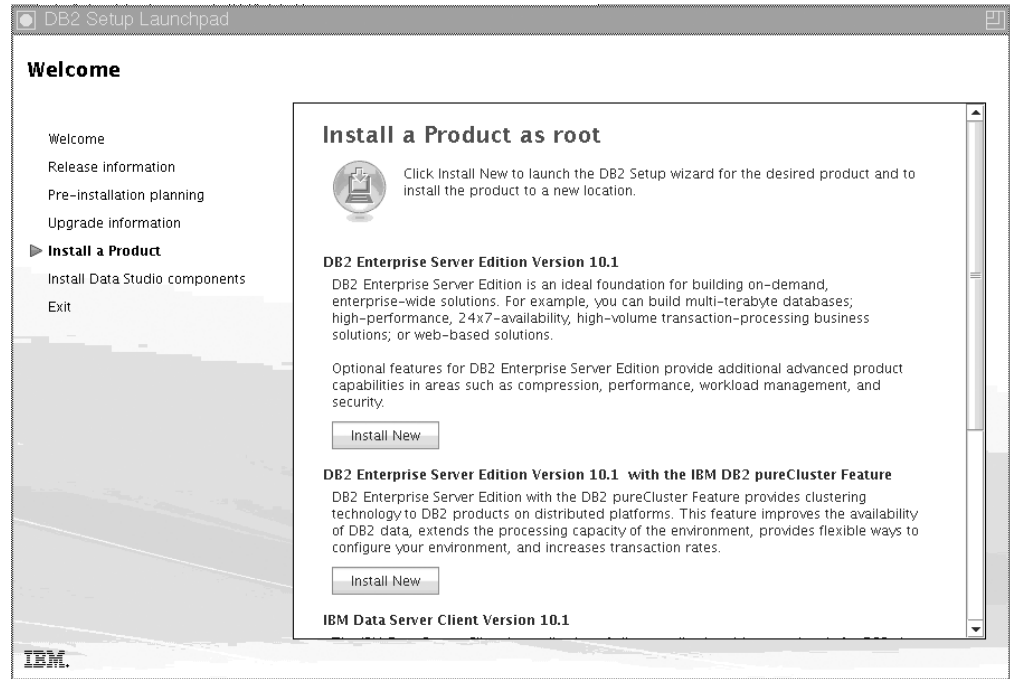 DB2 Setup Launchpad
Welcome
Welcome
Release information
Pre-installation planning
Upgrade information
Install a Product
Install Data Studio components
Exit
Install a Product as root
Click Install New to launch the DB2 Setup wizard for the desired product and to
install the product to a new location.
DB2 Enterprise Server Edition Version 10.1
DB2 Enterprise Server Edition is an ideal foundation for building on-demand,
enterprise-wide solutions. For example, you can build multi-terabyte databases;
high-performance, 24x7-availability, high-volume transaction-processing business
solutions; or web-based solutions.
Optional features for DB2 Enterprise Server Edition provide additional advanced product
capabilities in areas such as compression, performance, workload management, and
security.
Install New
DB2 Enterprise Server Edition Version 10.1 with the IBM DB2 pureCluster Feature
DB2 Enterprise Server Edition with the DB2 pureCluster Feature provides clustering
technology to DB2 products on distributed platforms. This feature improves the availability
of DB2 data, extends the processing capacity of the environment, provides flexible ways to
configure your environment, and increases transaction rates.
Install New
IBM Data Server Client Version 10.1
IBM.